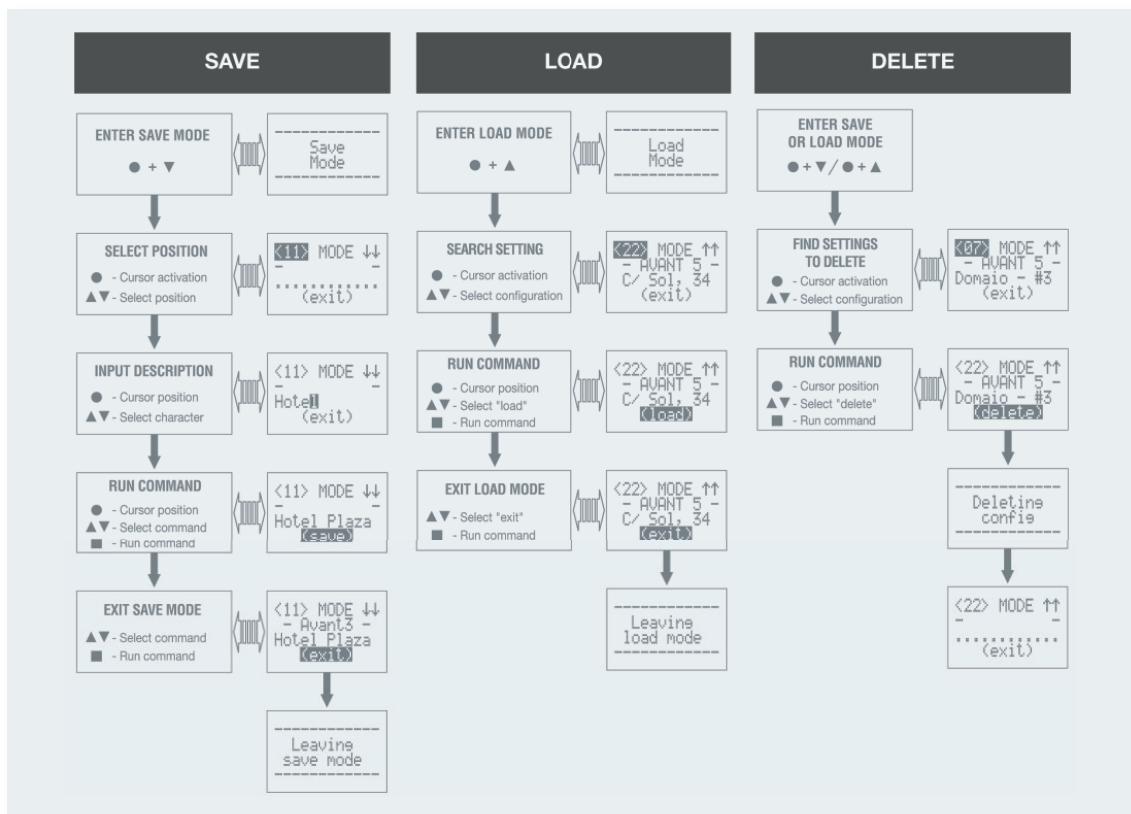 SAVE
ENTER SAVE MODE
● + ▼
------------
Save
Mode
------------
SELECT POSITION
● - Cursor activation
▲▼ - Select position
<11> MODE ↓↓
- -
.............
(exit)
INPUT DESCRIPTION
● - Cursor position
▲▼ - Select character
<11> MODE ↓↓
- -
Hotel
(exit)
RUN COMMAND
● - Cursor position
▲▼ - Select command
■ - Run command
<11> MODE ↓↓
- -
Hotel Plaza
(save)
EXIT SAVE MODE
▲▼ - Select command
■ - Run command
<11> MODE ↓↓
- Avant3 -
Hotel Plaza
(exit)
------------
Leaving
save mode
------------
LOAD
ENTER LOAD MODE
● + ▲
------------
Load
Mode
------------
SEARCH SETTING
● - Cursor activation
▲▼ - Select configuration
<22> MODE ↑↑
- AVANT 5 -
C/ Sol, 34
(exit)
RUN COMMAND
● - Cursor position
▲▼ - Select "load"
■ - Run command
<22> MODE ↑↑
- AVANT 5 -
C/ Sol, 34
(load)
EXIT LOAD MODE
▲▼ - Select "exit"
■ - Run command
<22> MODE ↑↑
- AVANT 5 -
C/ Sol, 34
(exit)
------------
Leaving
load mode
------------
DELETE
ENTER SAVE
OR LOAD MODE
● + ▼ / ● + ▲
FIND SETTINGS
TO DELETE
● - Cursor activation
▲▼ - Select configuration
<07> MODE ↑↑
- AVANT 5 -
Domaio - #3
(exit)
RUN COMMAND
● - Cursor position
▲▼ - Select "delete"
■ - Run command
<22> MODE ↑↑
- AVANT 5 -
Domaio - #3
(delete)
------------
Deleting
config
------------
<22> MODE ↑↑
- -
.............
(exit)